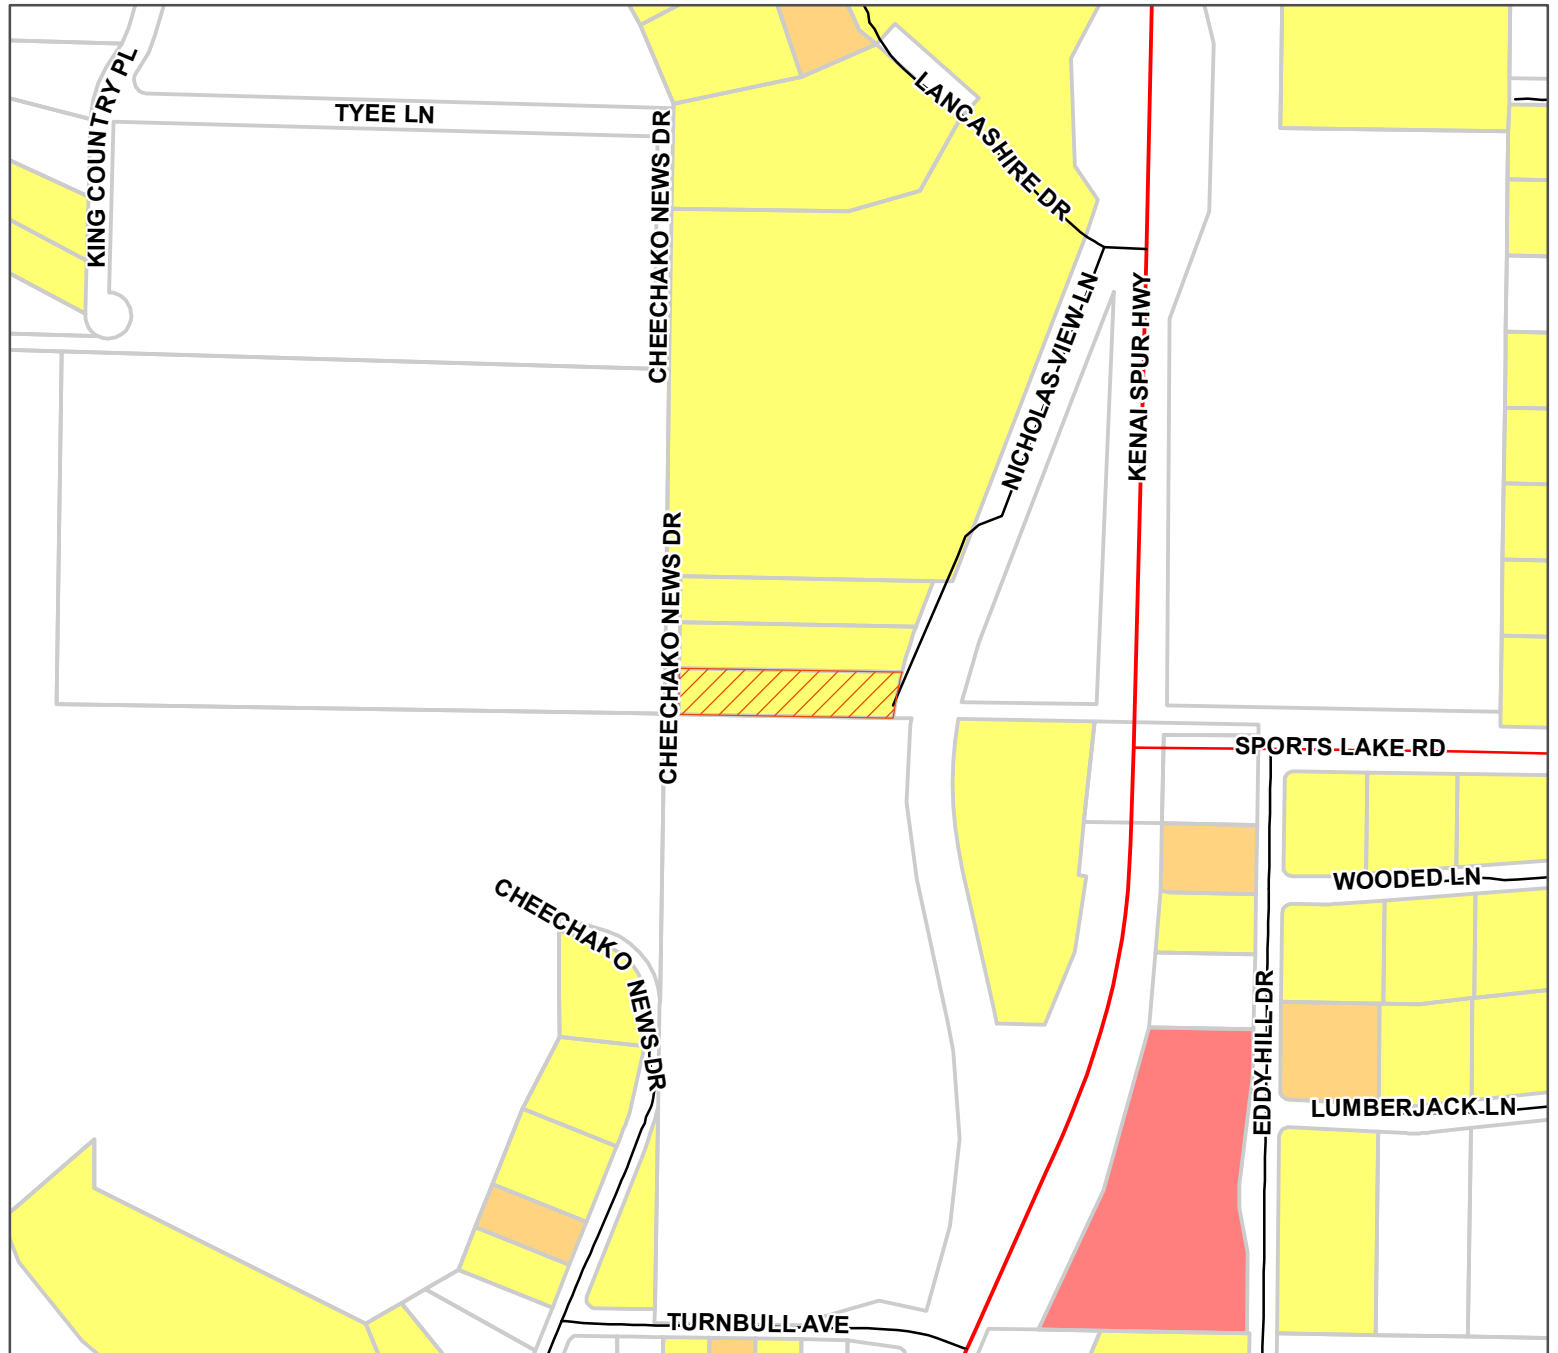 KING COUNTRY PL
TYEE LN
CHEECHAKO NEWS DR
LANCASHIRE DR
NICHOLAS VIEW LN
KENAI SPUR HWY
CHEECHAKO NEWS DR
SPORTS LAKE RD
WOODED LN
CHEECHAKO NEWS DR
EDDY HILL DR
LUMBERJACK LN
TURNBULL AVE